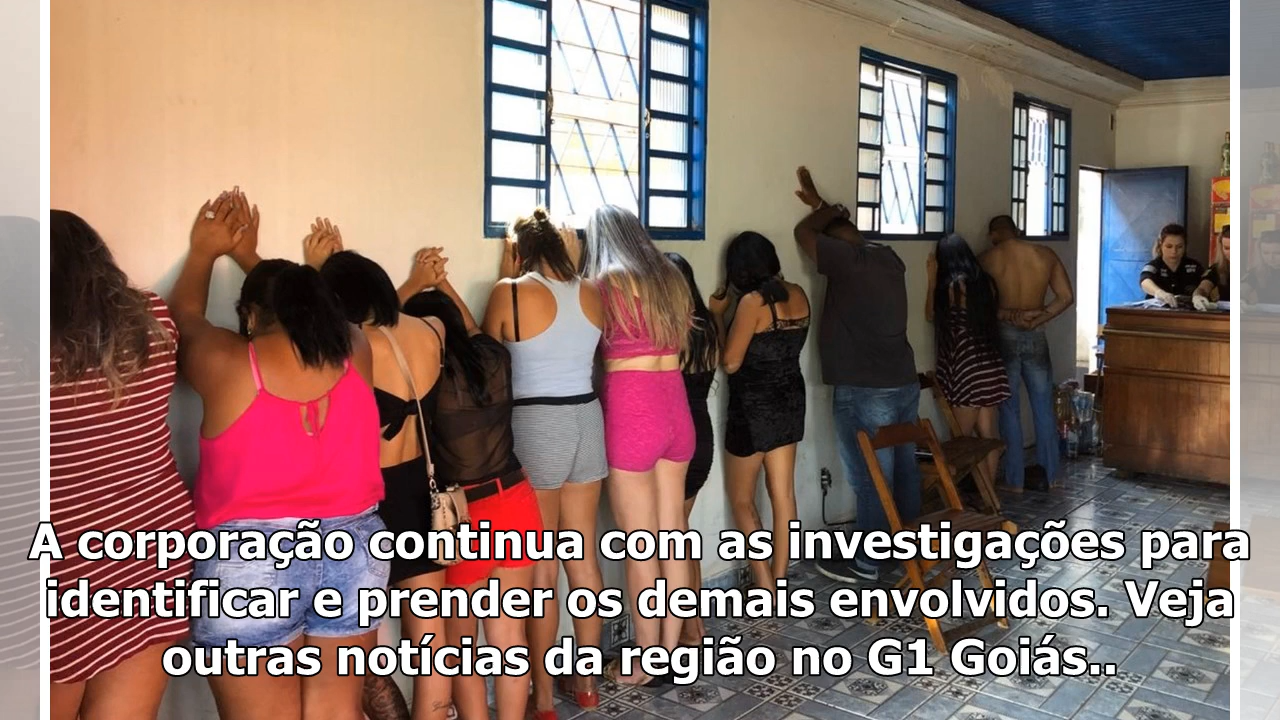 A corporação continua com as investigações para
identificar e prender os demais envolvidos. Veja
outras notícias da região no G1 Goiás..